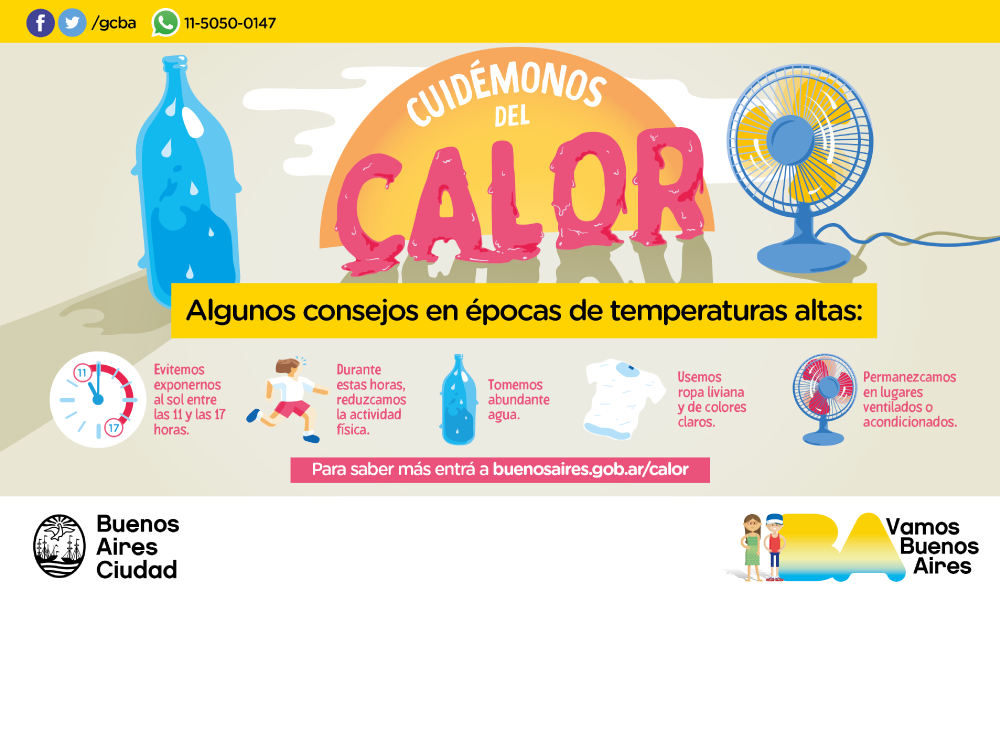 /gcba 11-5050-0147
CUIDÉMONOS
DEL
CALOR
Algunos consejos en épocas de temperaturas altas:
11
17
Evitemos
exponernos
al sol entre
las 11 y las 17
horas.
Durante
estas horas,
reduzcamos
la actividad
física.
Tomemos
abundante
agua.
Usemos
ropa liviana
y de colores
claros.
Permanezcamos
en lugares
ventilados o
acondicionados.
Para saber más entrá a buenosaires.gob.ar/calor
Buenos
Aires
Ciudad
BA
Vamos
Buenos
Aires